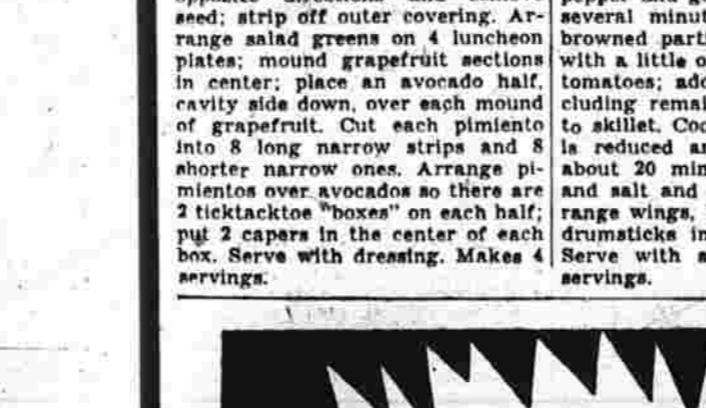 seed; strip off outer covering. Ar-
range salad greens on 4 luncheon
plates; mound grapefruit sections
in center; place an avocado half,
cavity side down, over each mound
of grapefruit. Cut each pimiento
into 8 long narrow strips and 8
shorter narrow ones. Arrange pi-
mientos over avocados so there are
2 ticktacktoe "boxes" on each half;
put 2 capers in the center of each
box. Serve with dressing. Makes 4
servings.
several minut
browned parti
with a little o
tomatoes; add
cluding remai
to skillet. Coo
is reduced an
about 20 min
and salt and
range wings,
drumsticks in
Serve with s
servings.